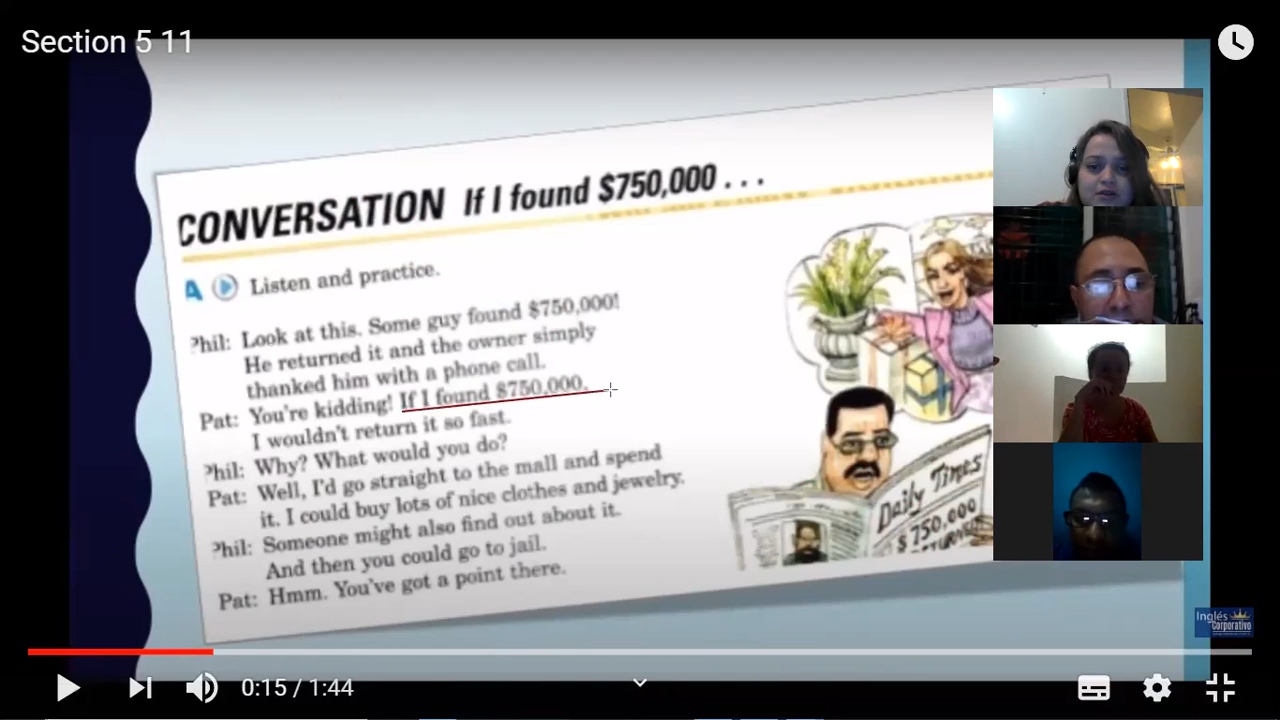 Section 5 11
CONVERSATION If I found $750,000 . . .
A Listen and practice.
Phil: Look at this. Some guy found $750,000!
He returned it and the owner simply
thanked him with a phone call.
Pat: You're kidding! If I found $750,000,
I wouldn't return it so fast.
Phil: Why? What would you do?
Pat: Well, I'd go straight to the mall and spend
it. I could buy lots of nice clothes and jewelry.
Phil: Someone might also find out about it.
And then you could go to jail.
Pat: Hmm. You've got a point there.
Daily Times
$750,000
Inglés
Corporativo
0:15 / 1:44